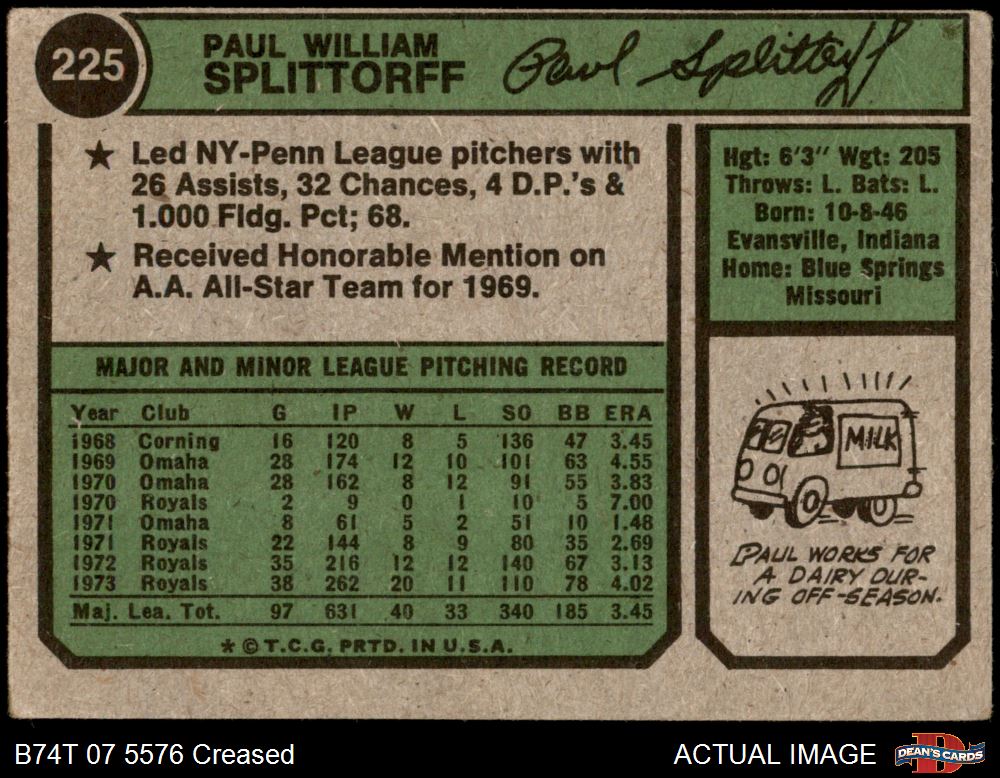 225
PAUL WILLIAM
SPLITTORFF
Paul Splittorff
★ Led NY-Penn League pitchers with
26 Assists, 32 Chances, 4 D.P.'s &
1.000 Fldg. Pct; 68.
★ Received Honorable Mention on
A.A. All-Star Team for 1969.
Hgt: 6'3" Wgt: 205
Throws: L. Bats: L.
Born: 10-8-46
Evansville, Indiana
Home: Blue Springs
Missouri
MAJOR AND MINOR LEAGUE PITCHING RECORD
Year Club G IP W L SO BB ERA
1968 Corning 16 120 8 5 136 47 3.45
1969 Omaha 28 174 12 10 101 63 4.55
1970 Omaha 28 162 8 12 91 55 3.83
1970 Royals 2 9 0 1 10 5 7.00
1971 Omaha 8 61 5 2 51 10 1.48
1971 Royals 22 144 8 9 80 35 2.69
1972 Royals 35 216 12 12 140 67 3.13
1973 Royals 38 262 20 11 110 78 4.02
Maj. Lea. Tot. 97 631 40 33 340 185 3.45
* © T.C.G. PRTD. IN U.S.A.
MILK
PAUL WORKS FOR
A DAIRY DUR-
ING OFF-SEASON.
B74T 07 5576 Creased
ACTUAL IMAGE
DEAN'S CARDS